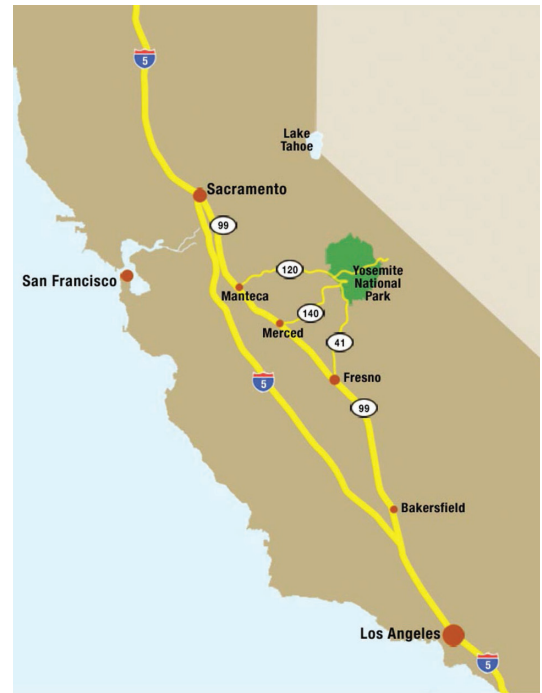 5
Lake
Tahoe
Sacramento
99
120
Yosemite
National
Park
San Francisco
Manteca
140
Merced
41
5
Fresno
99
Bakersfield
Los Angeles
5